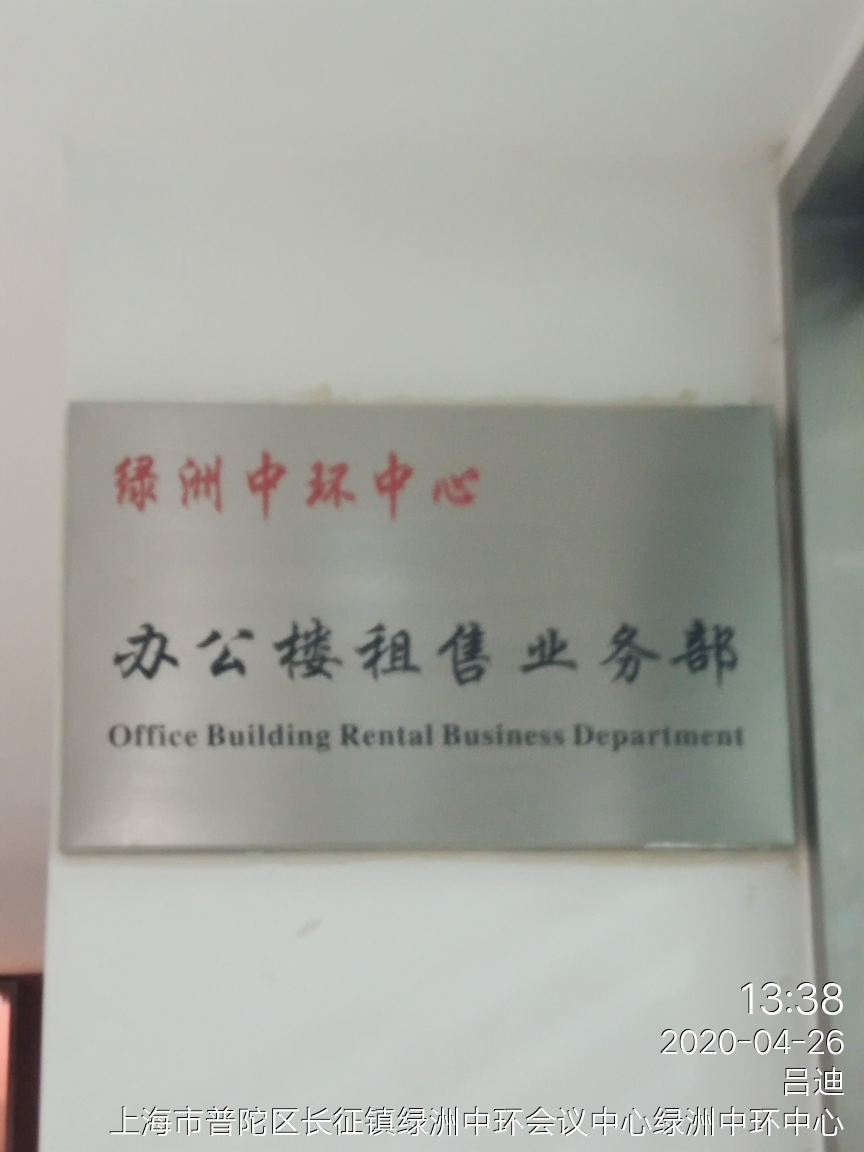 绿洲中环中心
办公楼租售业务部
Office Building Rental Business Department
13:38
2020-04-26
吕迪
上海市普陀区长征镇绿洲中环会议中心绿洲中环中心